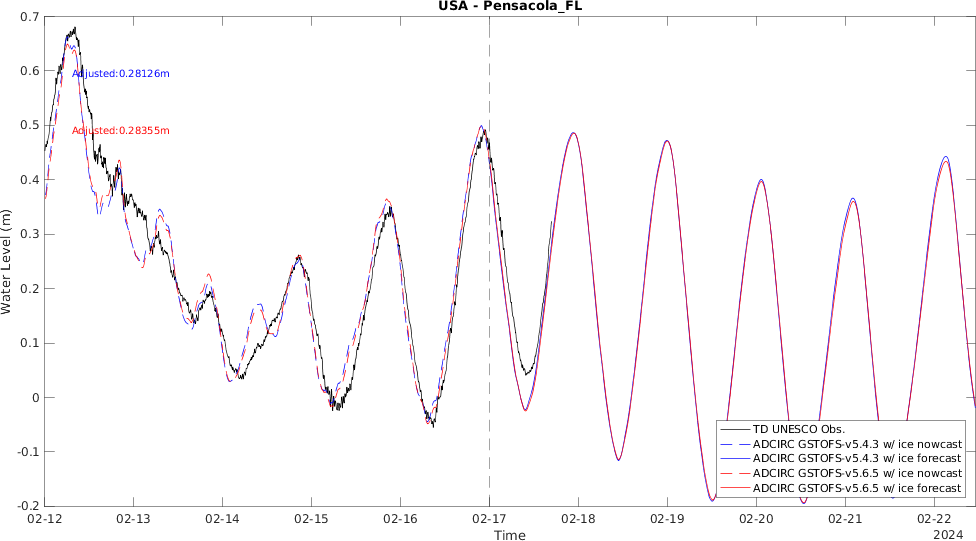 USA - Pensacola_FL
0.7
0.6
0.5
0.4
0.3
0.2
0.1
0
-0.1
-0.2
Water Level (m)
Adjusted:0.28126m
Adjusted:0.28355m
TD UNESCO Obs.
ADCIRC GSTOFS-v5.4.3 w/ ice nowcast
ADCIRC GSTOFS-v5.4.3 w/ ice forecast
ADCIRC GSTOFS-v5.6.5 w/ ice nowcast
ADCIRC GSTOFS-v5.6.5 w/ ice forecast
02-12 02-13 02-14 02-15 02-16 02-17 02-18 02-19 02-20 02-21 02-22
Time
2024